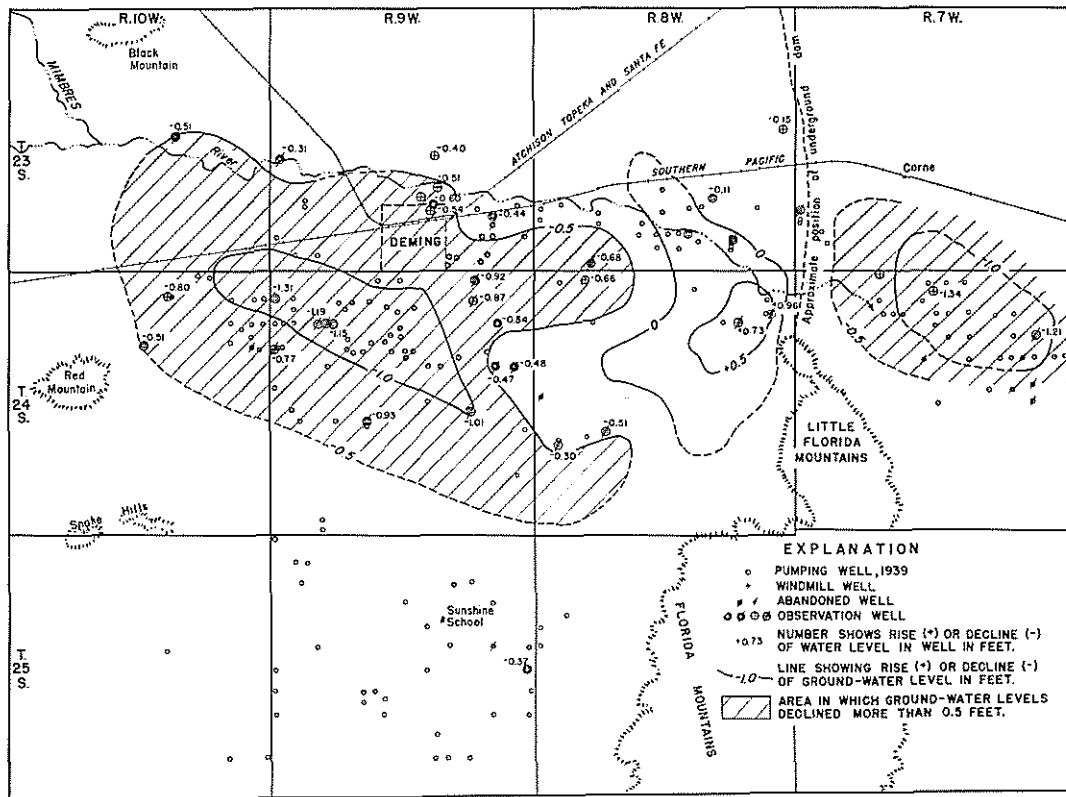 R.10W.
R.9W.
R.8W.
R.7W.
Black
Mountain
MIMBRES
River
ATCHISON TOPEKA AND SANTA FE
SOUTHERN PACIFIC
Approximate position of underground dam
Corne
T.
23
S.
-0.51
-0.31
-0.40
-0.51
-0.54
-0.44
-0.15
-0.11
DEMING
-0.5
0
-0.68
-0.66
-0.92
-0.87
-0.54
-0.80
-1.31
-1.19
-1.15
-0.77
-0.51
-0.48
-0.47
+0.96
+0.73
+0.5
0
-0.5
-1.0
-1.34
-1.21
Red
Mountain
T.
24
S.
-1.0
-1.01
-0.93
-0.5
-0.51
-0.30
LITTLE
FLORIDA
MOUNTAINS
Snake Hills
Sunshine
School
T.
25
S.
-0.37
FLORIDA
MOUNTAINS
EXPLANATION
PUMPING WELL, 1939
WINDMILL WELL
ABANDONED WELL
OBSERVATION WELL
+0.73 NUMBER SHOWS RISE (+) OR DECLINE (-)
OF WATER LEVEL IN WELL IN FEET.
-1.0 LINE SHOWING RISE (+) OR DECLINE (-)
OF GROUND-WATER LEVEL IN FEET.
AREA IN WHICH GROUND-WATER LEVELS
DECLINED MORE THAN 0.5 FEET.